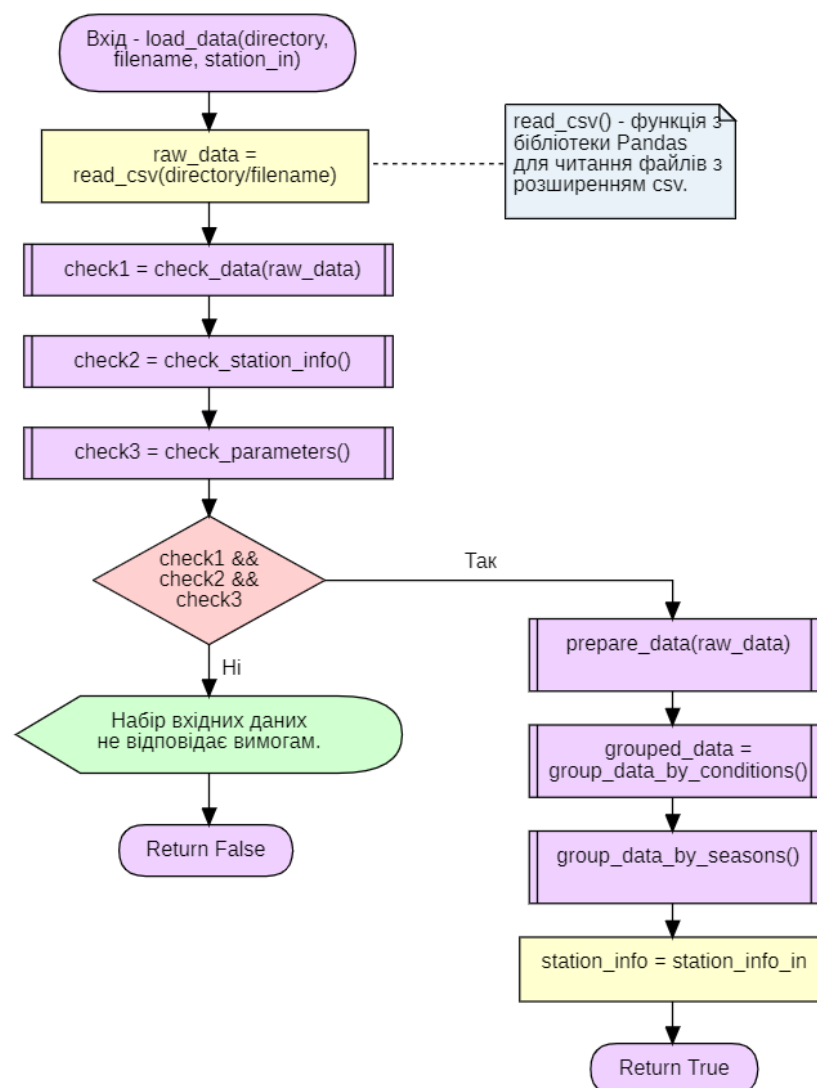 Вхід - load_data(directory,
filename, station_in)
raw_data =
read_csv(directory/filename)
read_csv() - функція з
бібліотеки Pandas
для читання файлів з
розширенням csv.
check1 = check_data(raw_data)
check2 = check_station_info()
check3 = check_parameters()
check1 &&
check2 &&
check3
Так
Ні
Набір вхідних даних
не відповідає вимогам.
Return False
prepare_data(raw_data)
grouped_data =
group_data_by_conditions()
group_data_by_seasons()
station_info = station_info_in
Return True